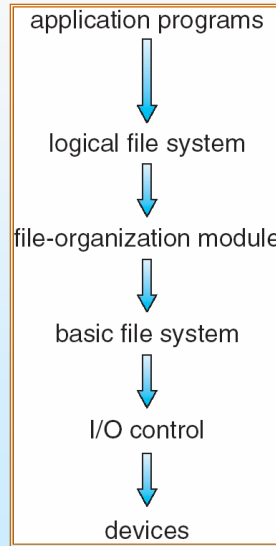 application programs
logical file system
file-organization module
basic file system
I/O control
devices